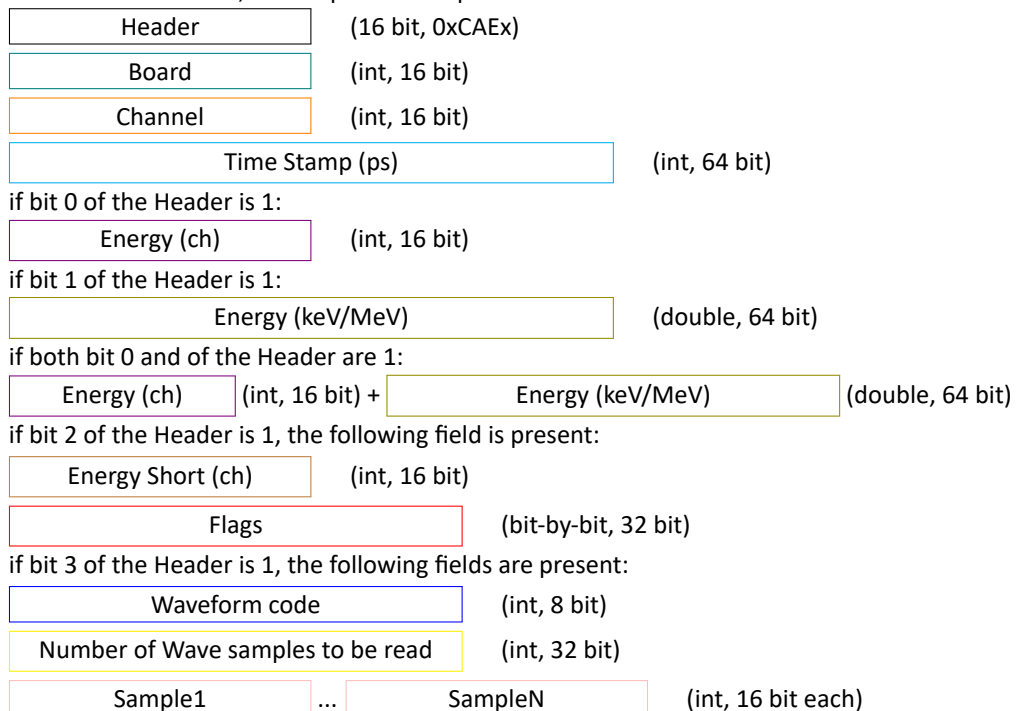 Header (16 bit, 0xCAEx)
Board (int, 16 bit)
Channel (int, 16 bit)
Time Stamp (ps) (int, 64 bit)
if bit 0 of the Header is 1:
Energy (ch) (int, 16 bit)
if bit 1 of the Header is 1:
Energy (keV/MeV) (double, 64 bit)
if both bit 0 and of the Header are 1:
Energy (ch) (int, 16 bit) + Energy (keV/MeV) (double, 64 bit)
if bit 2 of the Header is 1, the following field is present:
Energy Short (ch) (int, 16 bit)
Flags (bit-by-bit, 32 bit)
if bit 3 of the Header is 1, the following fields are present:
Waveform code (int, 8 bit)
Number of Wave samples to be read (int, 32 bit)
Sample1 ... SampleN (int, 16 bit each)